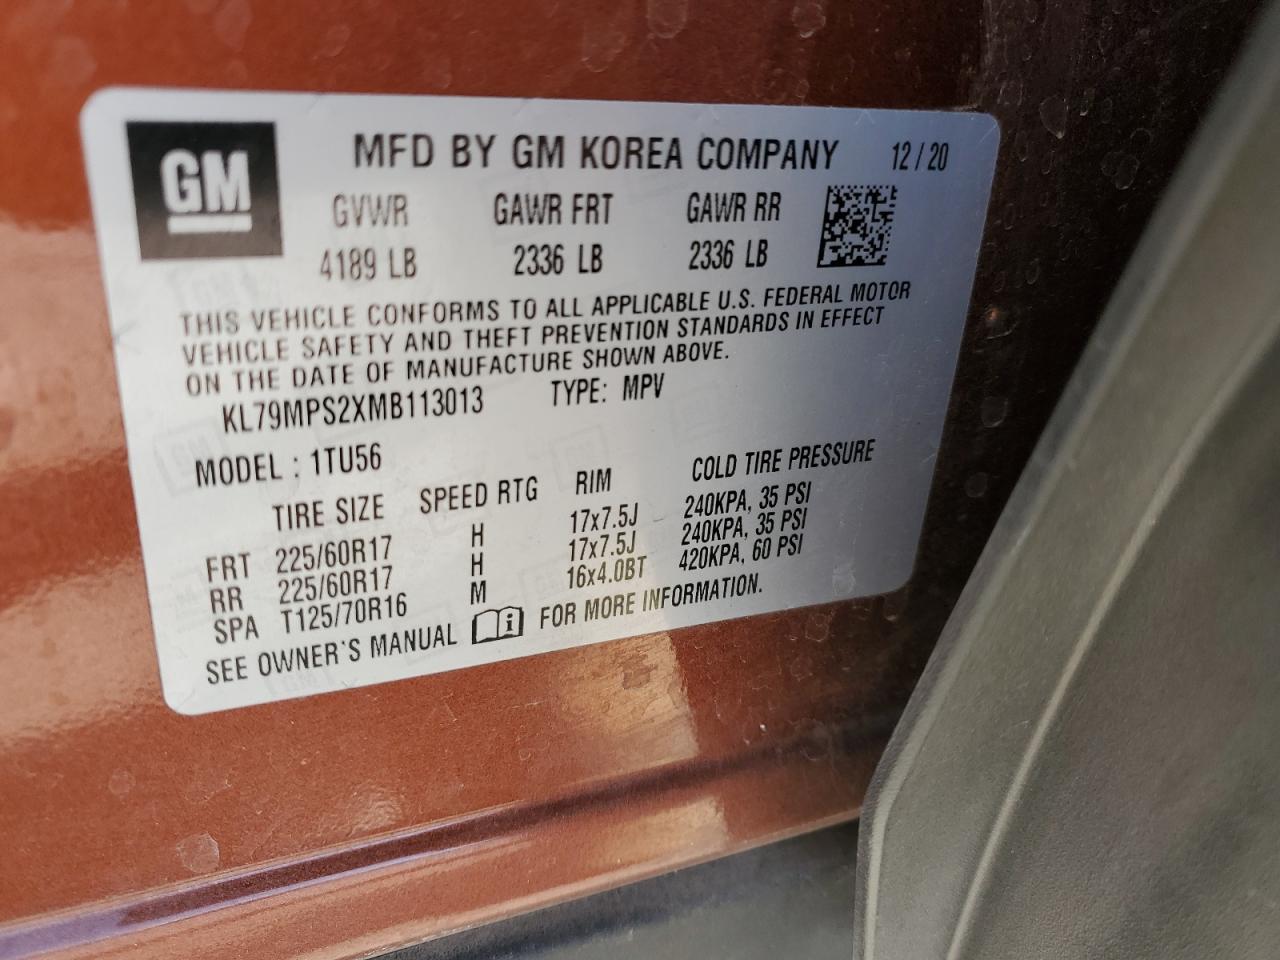 GM
MFD BY GM KOREA COMPANY 12 / 20
GVWR GAWR FRT GAWR RR
4189 LB 2336 LB 2336 LB
THIS VEHICLE CONFORMS TO ALL APPLICABLE U.S. FEDERAL MOTOR
VEHICLE SAFETY AND THEFT PREVENTION STANDARDS IN EFFECT
ON THE DATE OF MANUFACTURE SHOWN ABOVE.
KL79MPS2XMB113013 TYPE: MPV
MODEL : 1TU56
TIRE SIZE SPEED RTG RIM COLD TIRE PRESSURE
FRT 225/60R17 H 17x7.5J 240KPA, 35 PSI
RR 225/60R17 H 17x7.5J 240KPA, 35 PSI
SPA T125/70R16 M 16x4.0BT 420KPA, 60 PSI
SEE OWNER'S MANUAL FOR MORE INFORMATION.